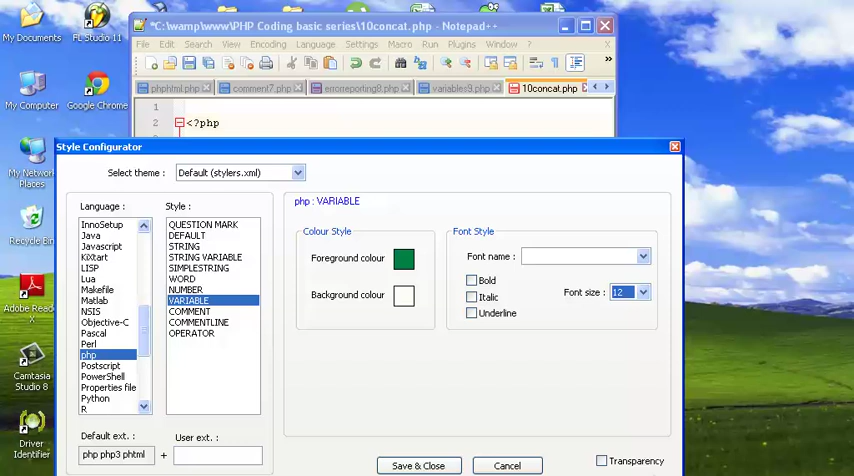 My Documents
FL Studio 11
My Computer
Google Chrome
My Network Places
Recycle Bin
Adobe Reader X
Camtasia Studio 8
Driver Identifier
*C:\wamp\www\PHP Coding basic series\10concat.php - Notepad++
File Edit Search View Encoding Language Settings Macro Run Plugins Window ?
phphtml.php comment7.php errorreporting8.php variables9.php 10concat.php
1
2 <?php
Style Configurator
Select theme : Default (stylers.xml)
Language :
InnoSetup
Java
Javascript
KiXtart
LISP
Lua
Makefile
Matlab
NSIS
Objective-C
Pascal
Perl
php
Postscript
PowerShell
Properties file
Python
R
Default ext. :
php php3 phtml
+
User ext. :
Style :
QUESTION MARK
DEFAULT
STRING
STRING VARIABLE
SIMPLESTRING
WORD
NUMBER
VARIABLE
COMMENT
COMMENTLINE
OPERATOR
php : VARIABLE
Colour Style
Foreground colour
Background colour
Font Style
Font name :
Bold
Italic
Underline
Font size : 12
Save & Close
Cancel
Transparency